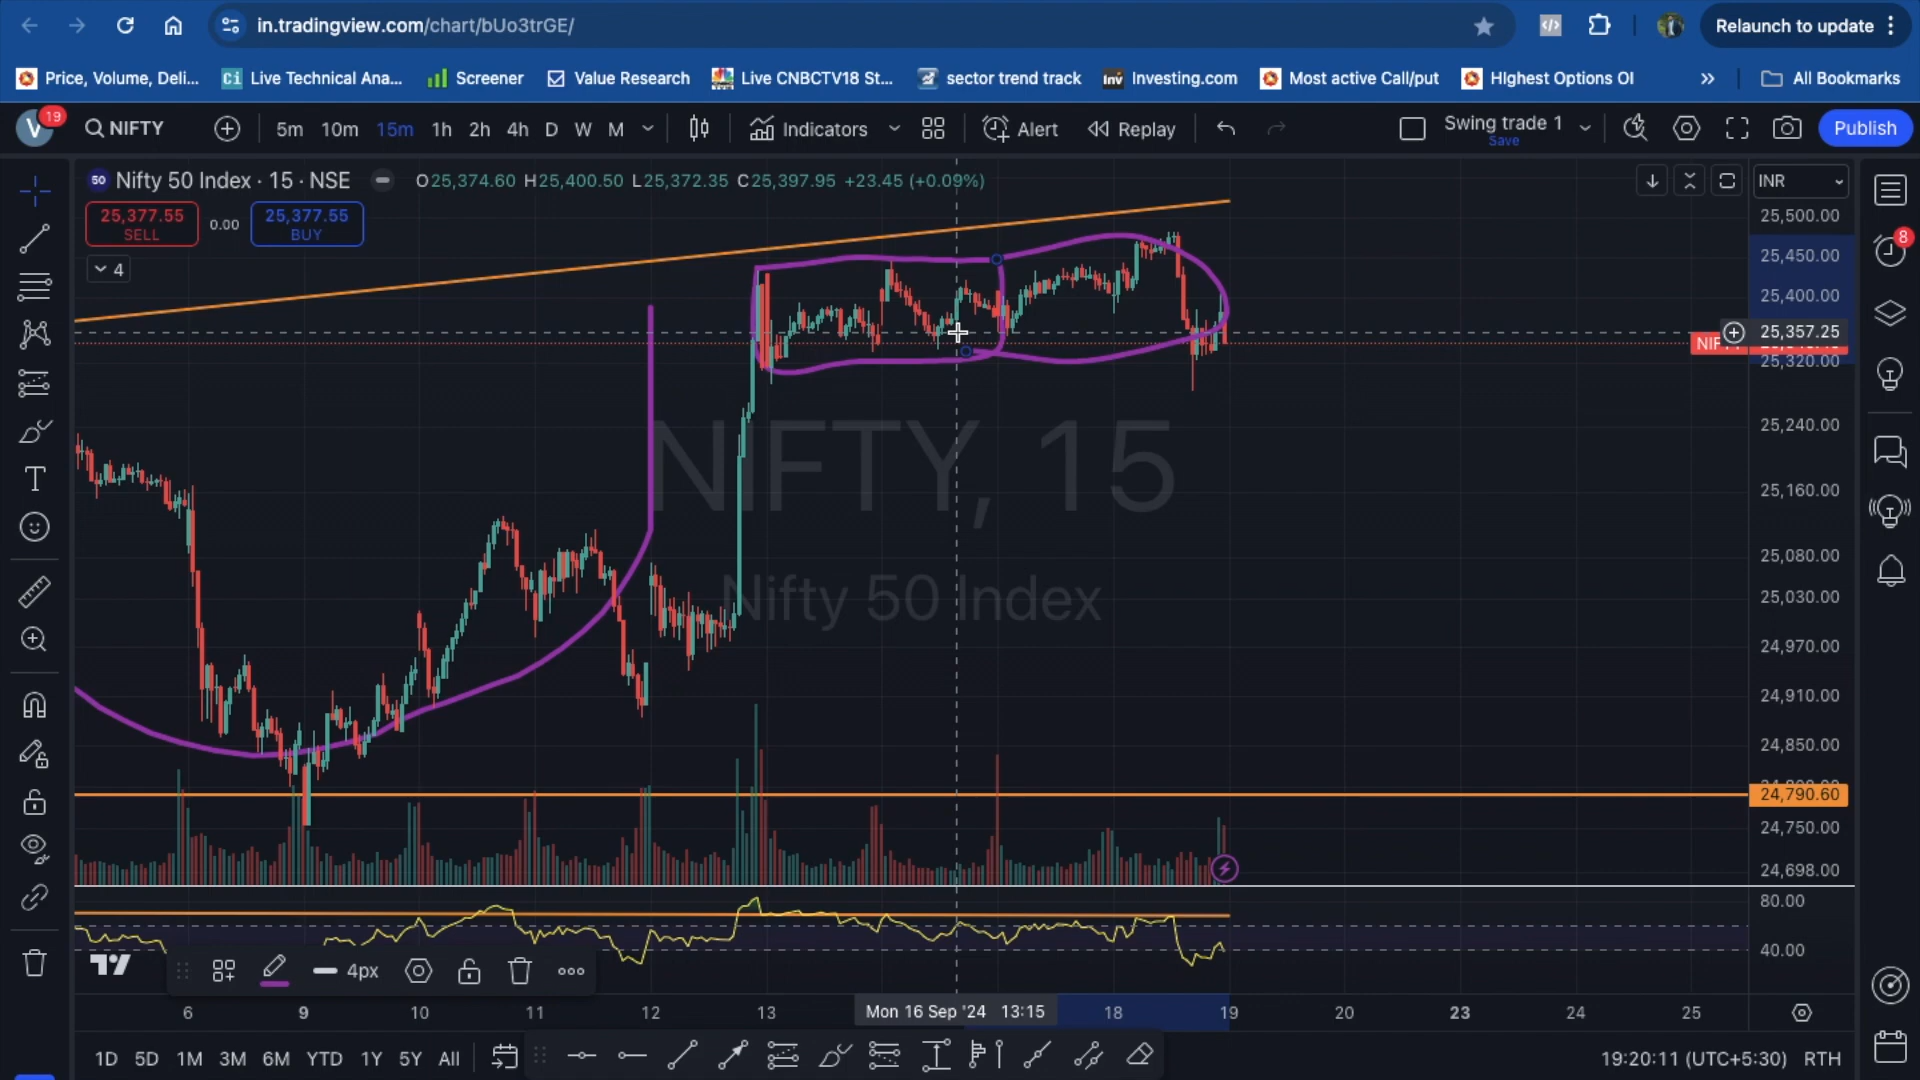 in.tradingview.com/chart/bUo3trGE/
Relaunch to update
Price, Volume, Deli...
Ci Live Technical Ana...
Screener
Value Research
Live CNBCTV18 St...
sector trend track
Inv Investing.com
Most active Call/put
HIghest Options OI
All Bookmarks
V 19
NIFTY
5m 10m 15m 1h 2h 4h D W M
Indicators
Alert
Replay
Swing trade 1
Save
Publish
50 Nifty 50 Index · 15 · NSE
O25,374.60 H25,400.50 L25,372.35 C25,397.95 +23.45 (+0.09%)
INR
25,377.55
SELL
0.00
25,377.55
BUY
4
25,500.00
8
25,450.00
25,400.00
25,357.25
25,320.00
25,240.00
25,160.00
25,080.00
25,030.00
24,970.00
24,910.00
24,850.00
24,790.60
24,750.00
24,698.00
80.00
40.00
NIFTY, 15
Nifty 50 Index
4px
6 9 10 11 12 13 Mon 16 Sep '24 13:15 18 19 20 23 24 25
1D 5D 1M 3M 6M YTD 1Y 5Y All
19:20:11 (UTC+5:30) RTH